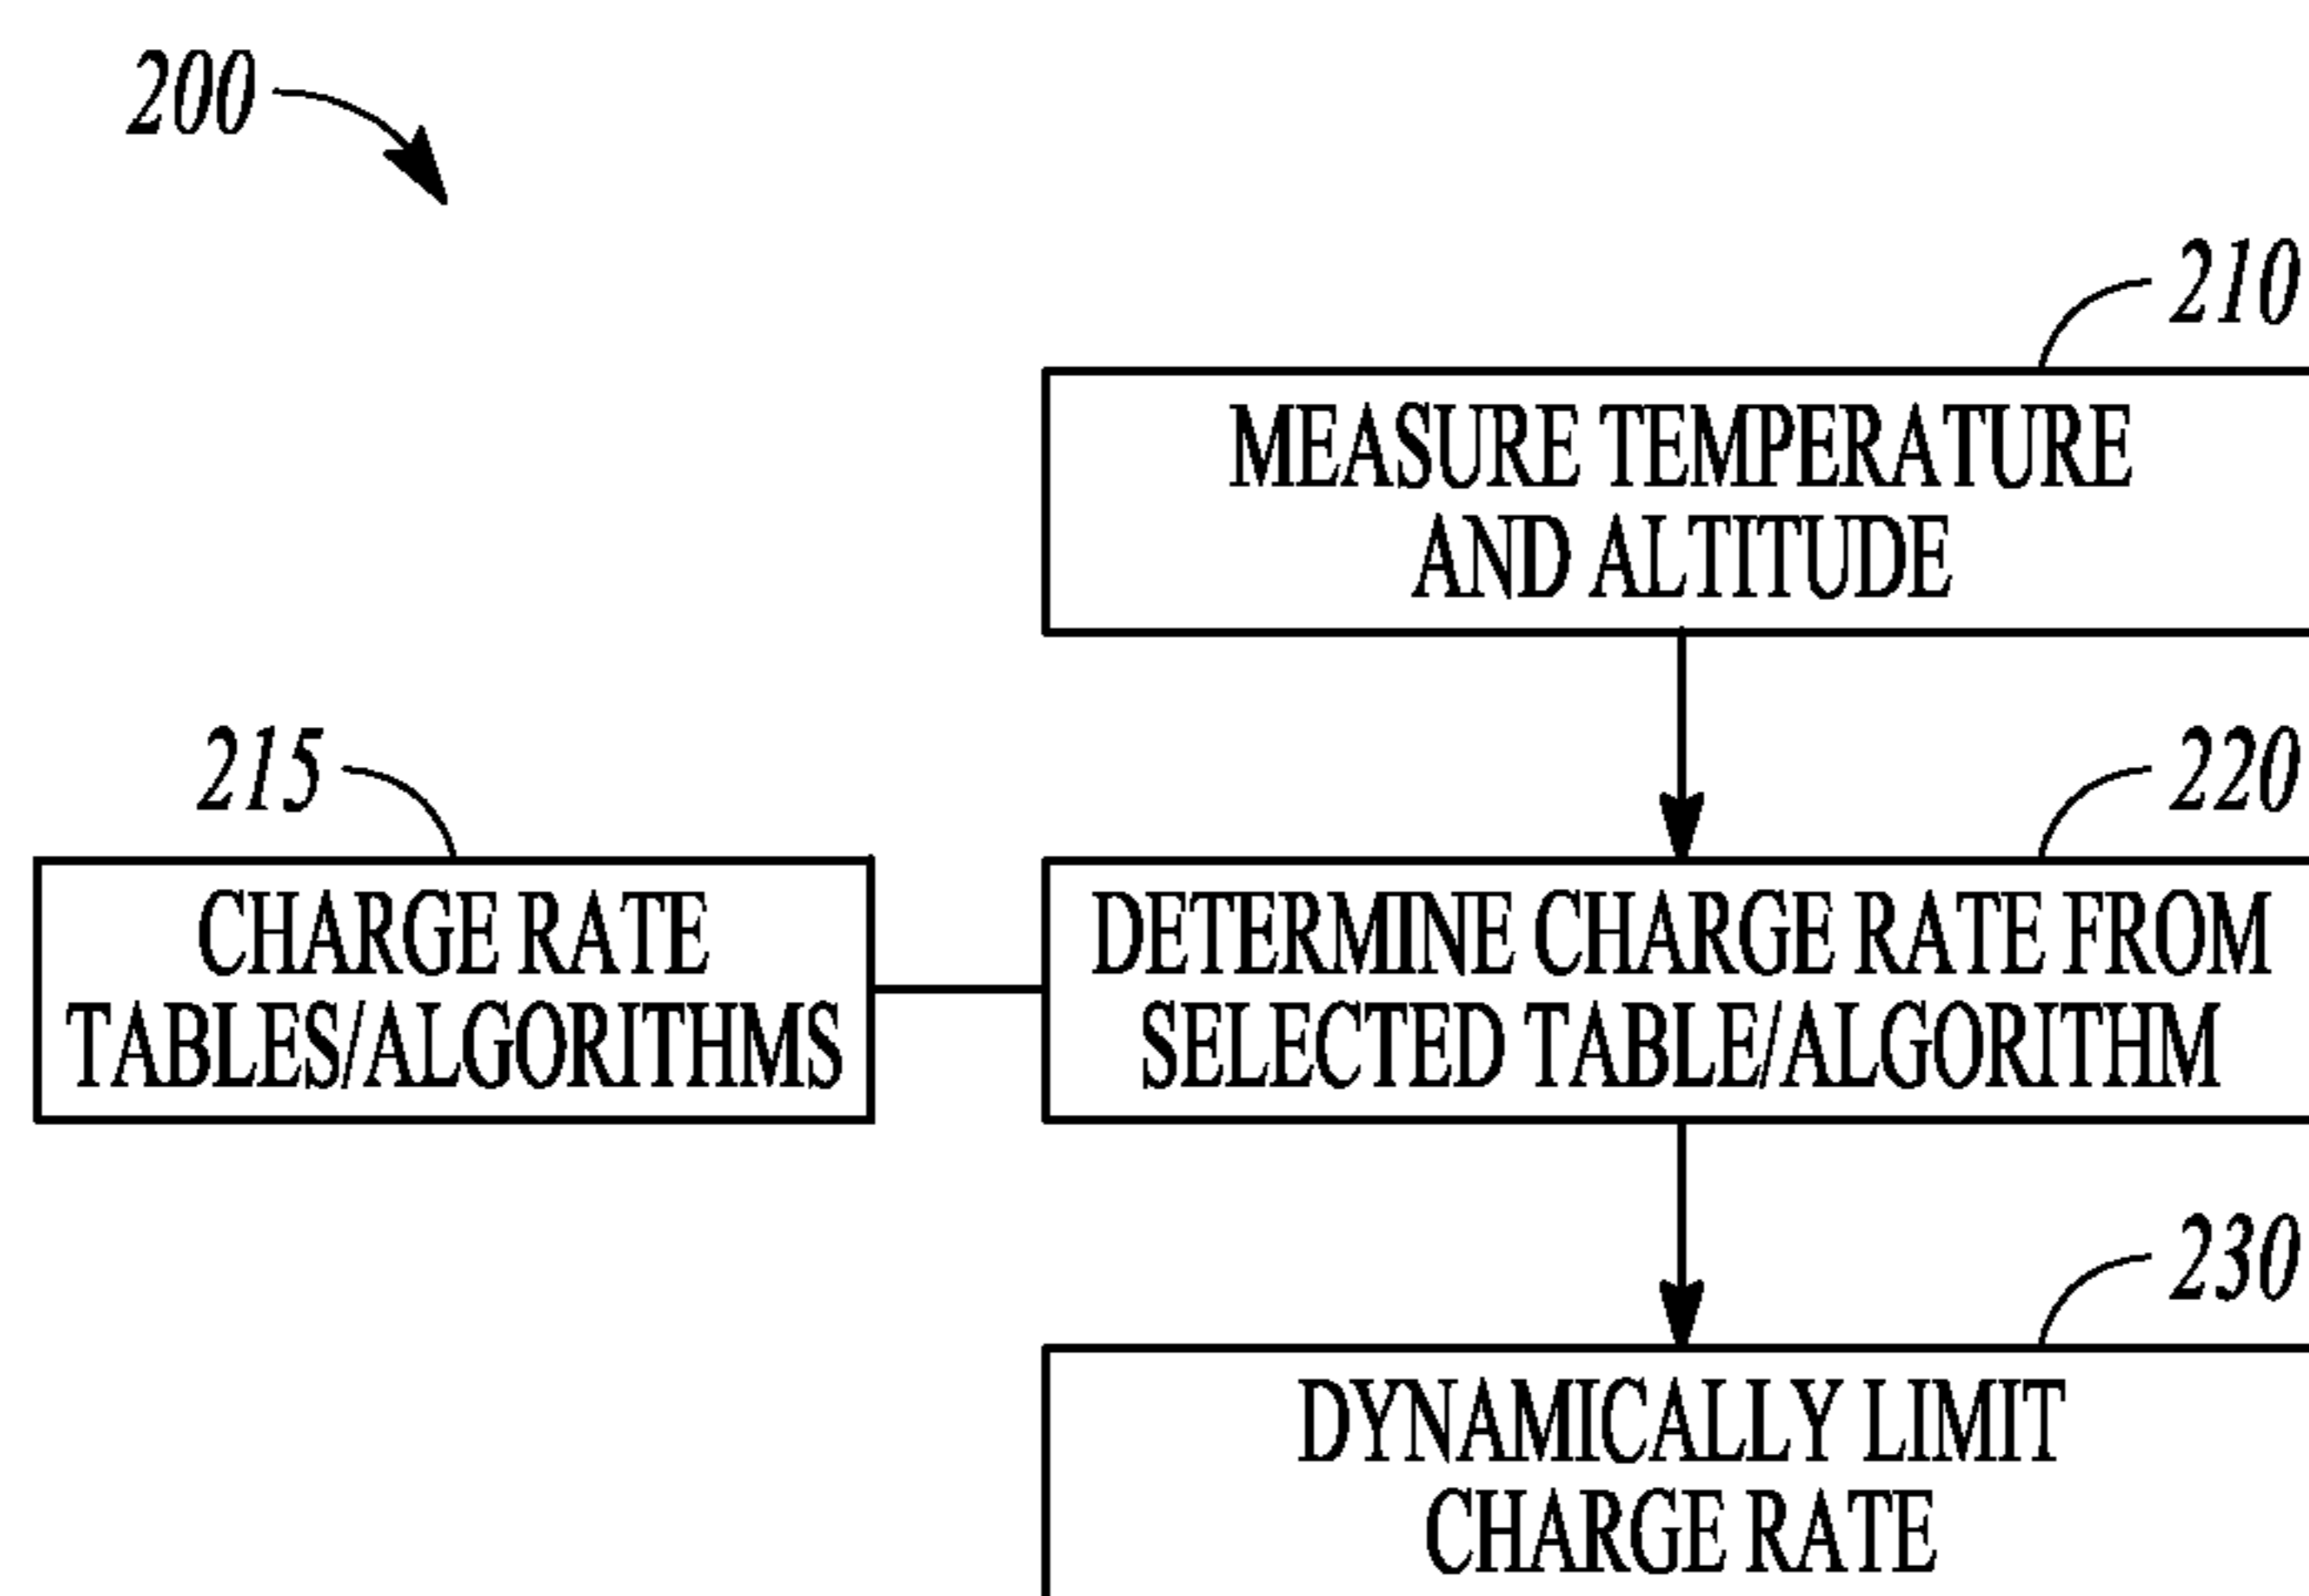 200
210
MEASURE TEMPERATURE
AND ALTITUDE
215
220
CHARGE RATE
TABLES/ALGORITHMS
DETERMINE CHARGE RATE FROM
SELECTED TABLE/ALGORITHM
230
DYNAMICALLY LIMIT
CHARGE RATE